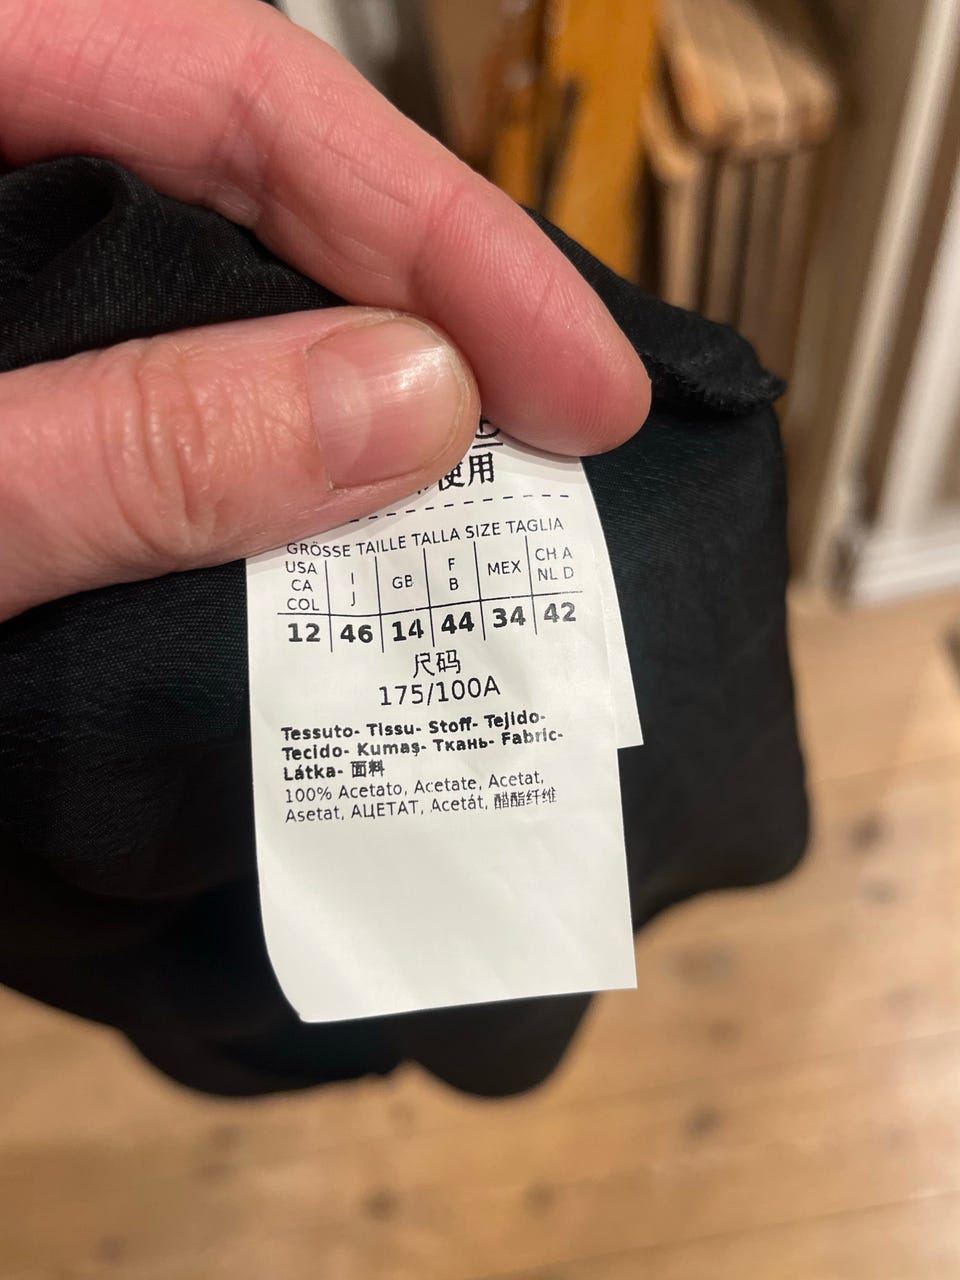 使用
GRÖSSE TAILLE TALLA SIZE TAGLIA
USA CA COL I J GB F B MEX CH A NL D
12 46 14 44 34 42
尺码
175/100A
Tessuto- Tissu- Stoff- Tejido-
Tecido- Kumaş- Ткань- Fabric-
Látka- 面料
100% Acetato, Acetate, Acetat,
Asetat, АЦЕТАТ, Acetát, 醋酯纤维